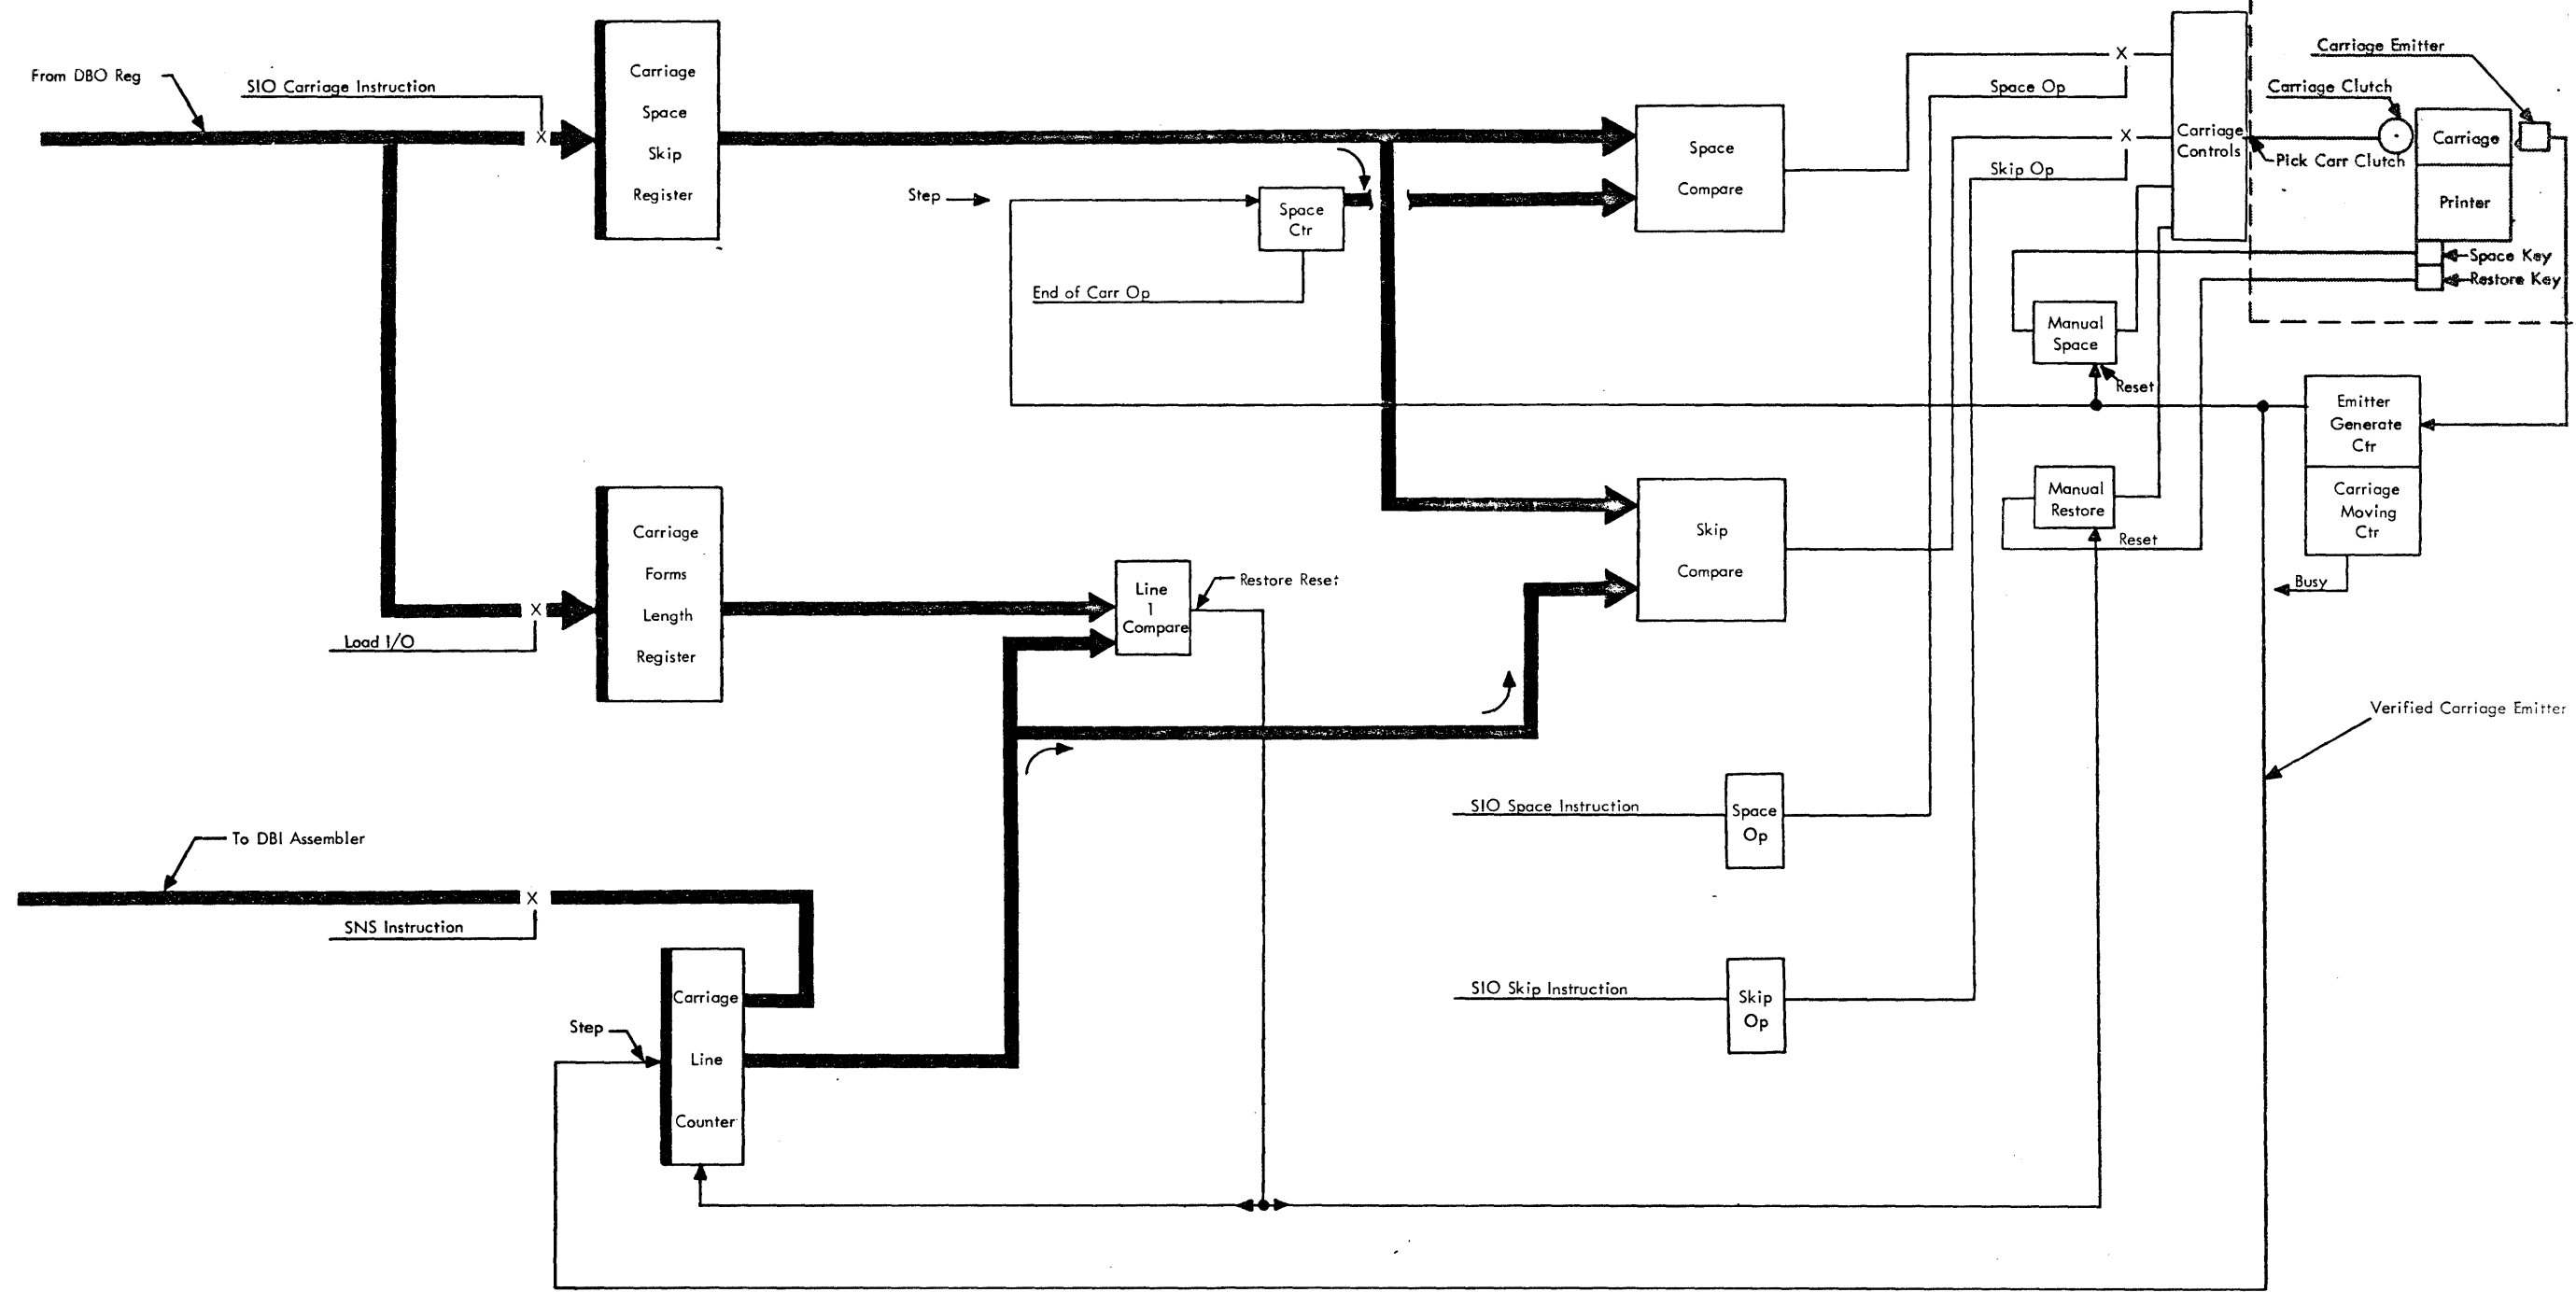 From DBO Reg
SIO Carriage Instruction
Carriage
Space
Skip
Register
Step
Space
Ctr
End of Carr Op
Space
Compare
X
Space Op
X
Skip Op
X
Carriage
Controls
Carriage Emitter
Carriage Clutch
Pick Carr Clutch
Carriage
Printer
Space Key
Restore Key
Manual
Space
Reset
Emitter
Generate
Ctr
Carriage
Moving
Ctr
Busy
Manual
Restore
Reset
Carriage
Forms
Length
Register
X
Load I/O
Line
1
Compare
Restore Reset
Skip
Compare
Verified Carriage Emitter
SIO Space Instruction
Space
Op
To DBI Assembler
X
SNS Instruction
SIO Skip Instruction
Skip
Op
Step
Carriage
Line
Counter